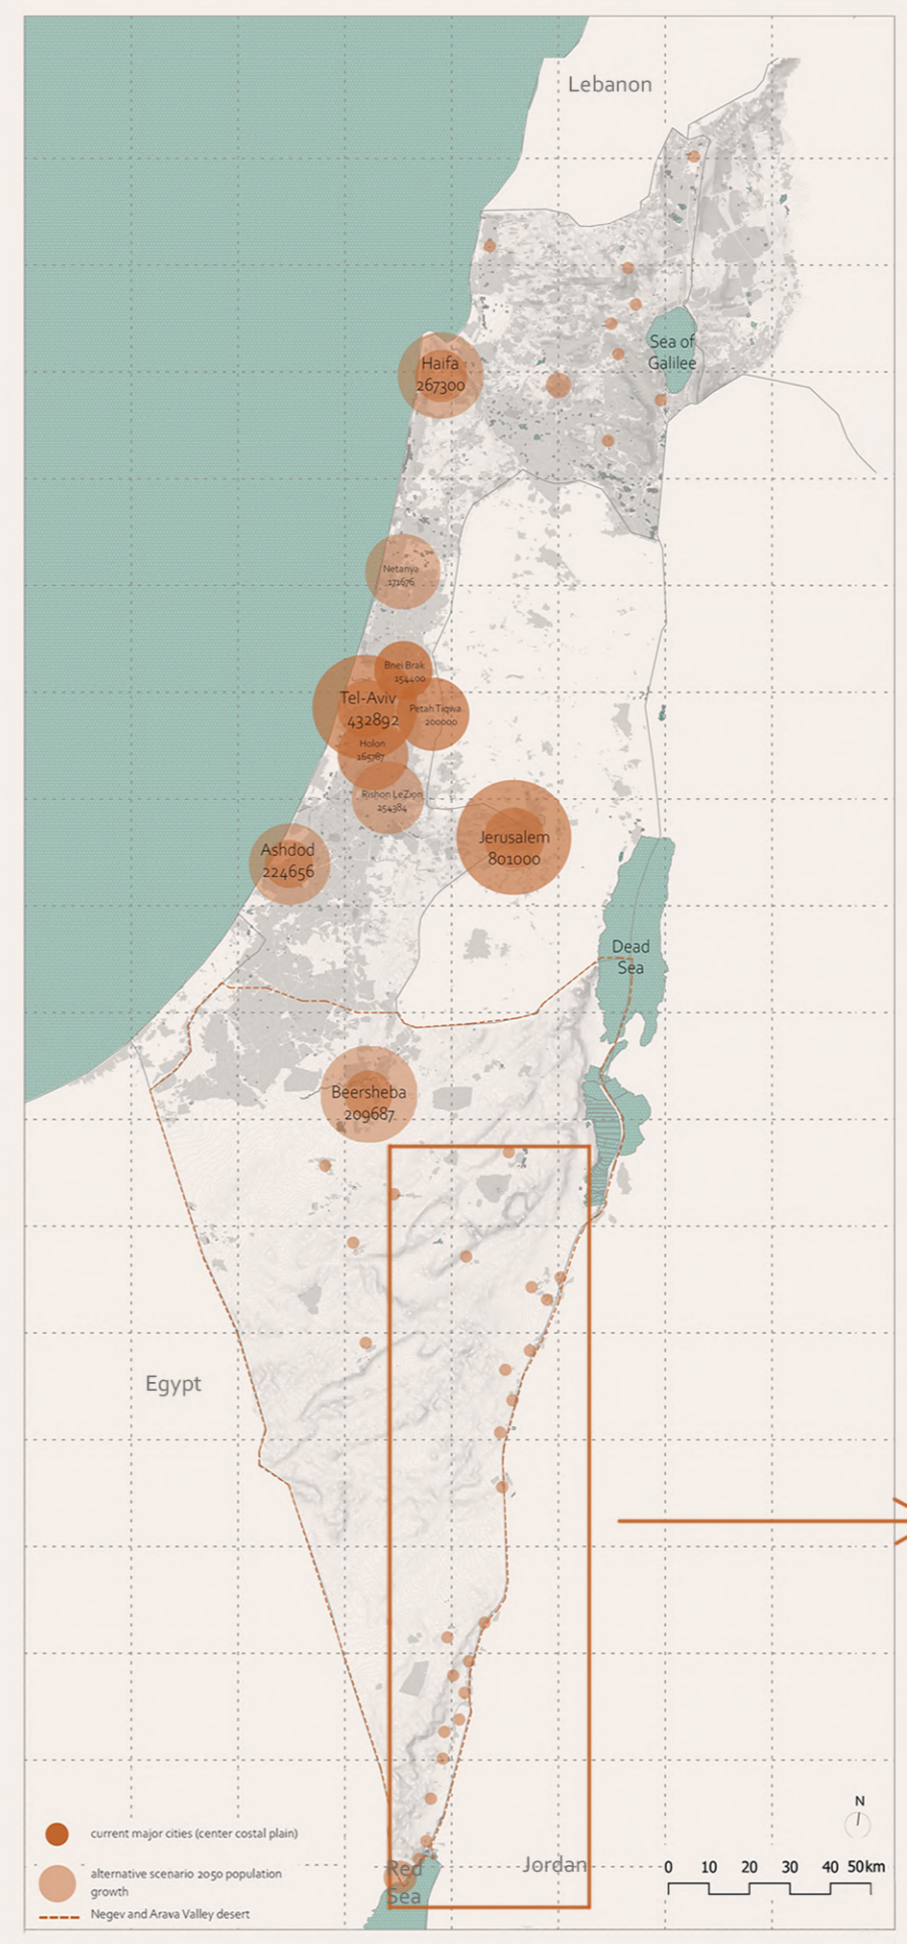 Lebanon
Sea of
Galilee
Haifa
267300
Netanya
171676
Bnei Brak
154400
Tel-Aviv
432892
Petah Tiqwa
200000
Holon
165787
Rishon LeZion
254384
Jerusalem
801000
Ashdod
224656
Dead
Sea
Beersheba
209687
Egypt
N
current major cities (center costal plain)
alternative scenario 2050 population
growth
Negev and Arava Valley desert
Red
Sea
Jordan
0 10 20 30 40 50km